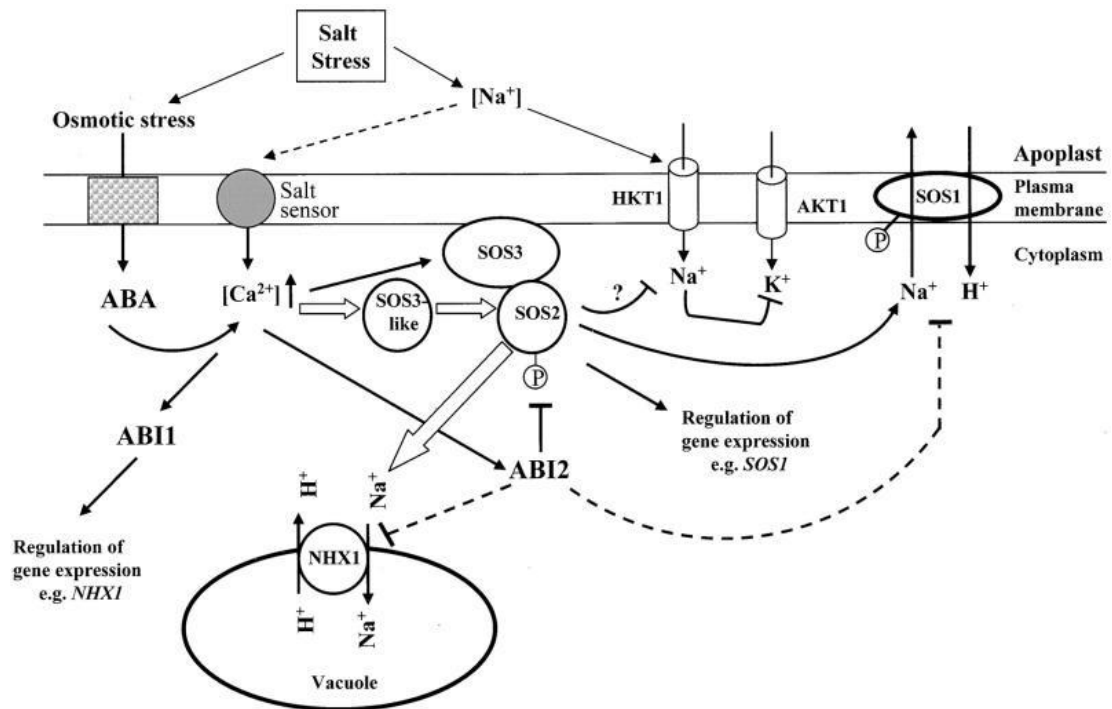 Salt
Stress
[Na⁺]
Osmotic stress
Apoplast
Salt
sensor
HKT1
AKT1
SOS1
Plasma
membrane
P
Cytoplasm
SOS3
ABA
[Ca²⁺]
SOS3-
like
SOS2
?
Na⁺
K⁺
Na⁺
H⁺
P
ABI1
Regulation of
gene expression
e.g. SOS1
ABI2
H⁺
Na⁺
Regulation of
gene expression
e.g. NHX1
NHX1
H⁺
Na⁺
Vacuole